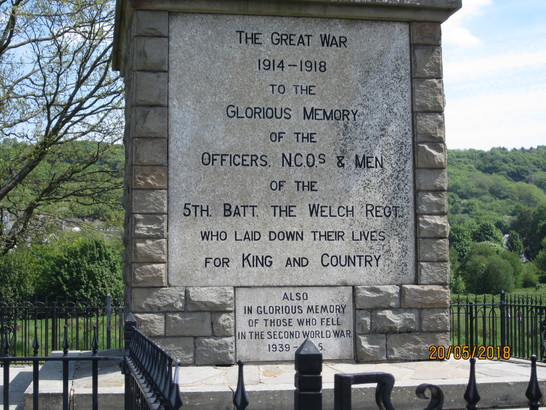 THE GREAT WAR
1914-1918
TO THE
GLORIOUS MEMORY
OF THE
OFFICERS, N.C.O.S & MEN
OF THE
5TH. BATT. THE WELCH REGT.
WHO LAID DOWN THEIR LIVES
FOR KING AND COUNTRY
ALSO
IN GLORIOUS MEMORY
OF THOSE WHO FELL
IN THE SECOND WORLD WAR.
20/05/2018